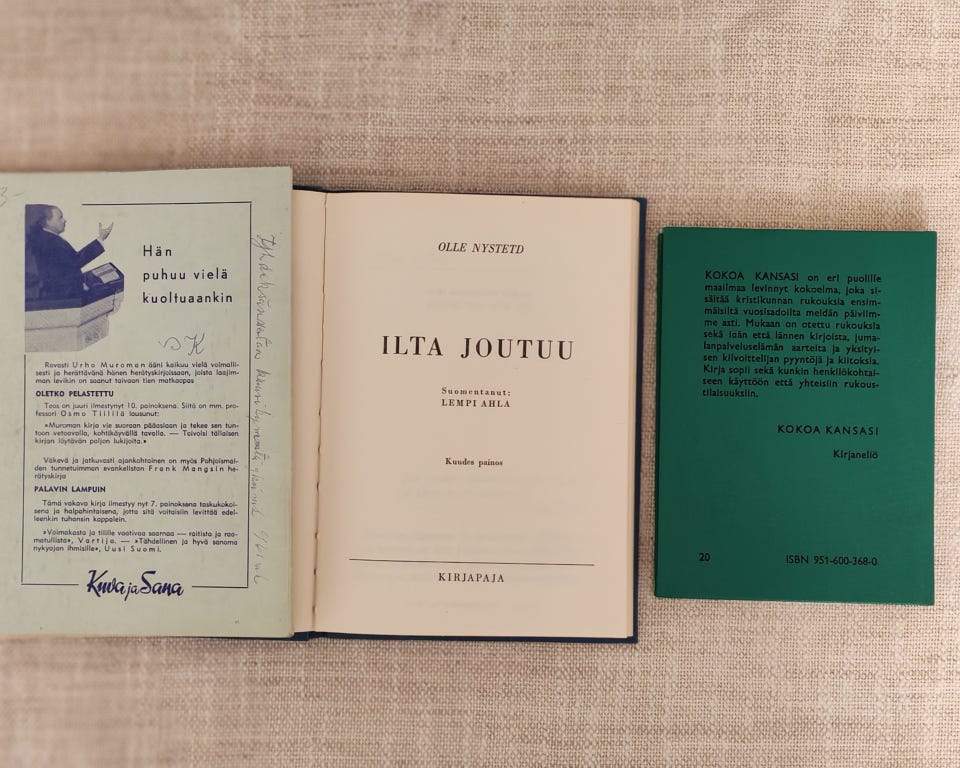 3-
Hän
puhuu vielä
kuoltuaankin
Rovasti Urho Muroman ääni kaikuu vielä voimalli-
sesti ja herättävänä hänen herätyskirjoissaan, joista laajim-
man levikin on saanut taivaan tien matkaopas
OLETKO PELASTETTU
Teos on juuri ilmestynyt 10. painoksena. Siitä on mm. pro-
fessori Osmo Tiililä lausunut:
»Muroman kirja vie suoraan pääasiaan ja tekee sen tun-
toon vetoavalla, kohtikäyvällä tavalla. — Toivoisi tällaisen
kirjan löytävän paljon lukijoita.»
Väkevä ja jatkuvasti ajankohtainen on myös Pohjoismai-
den tunnetuimman evankelistan Frank Mangsin he-
rätyskirja
PALAVIN LAMPUIN
Tämä vakava kirja ilmestyy nyt 7. painoksena taskukokoi-
sena ja halpahintaisena, jotta sitä voitaisiin levittää edel-
leenkin tuhansin kappalein.
»Voimakasta ja tilille vaativaa saarnaa — raitista ja raa-
matullista», Vartija. — »Tähdellinen ja hyvä sanoma
nykyajan ihmisille», Uusi Suomi.
Kuva ja Sana
OLLE NYSTETD
ILTA JOUTUU
Suomentanut:
LEMPI AHLA
Kuudes painos
KIRJAPAJA
KOKOA KANSASI on eri puolille
maailmaa levinnyt kokoelma, joka si-
sältää kristikunnan rukouksia ensim-
mäisiltä vuosisadoilta meidän päiviim-
me asti. Mukaan on otettu rukouksia
sekä idän että lännen kirjoista, juma-
lanpalveluselämän aarteita ja yksityi-
sen kilvoittelijan pyyntöjä ja kiitoksia.
Kirja sopii sekä kunkin henkilökohtai-
seen käyttöön että yhteisiin rukous-
tilaisuuksiin.
KOKOA KANSASI
Kirjaneliö
20
ISBN 951-600-368-0